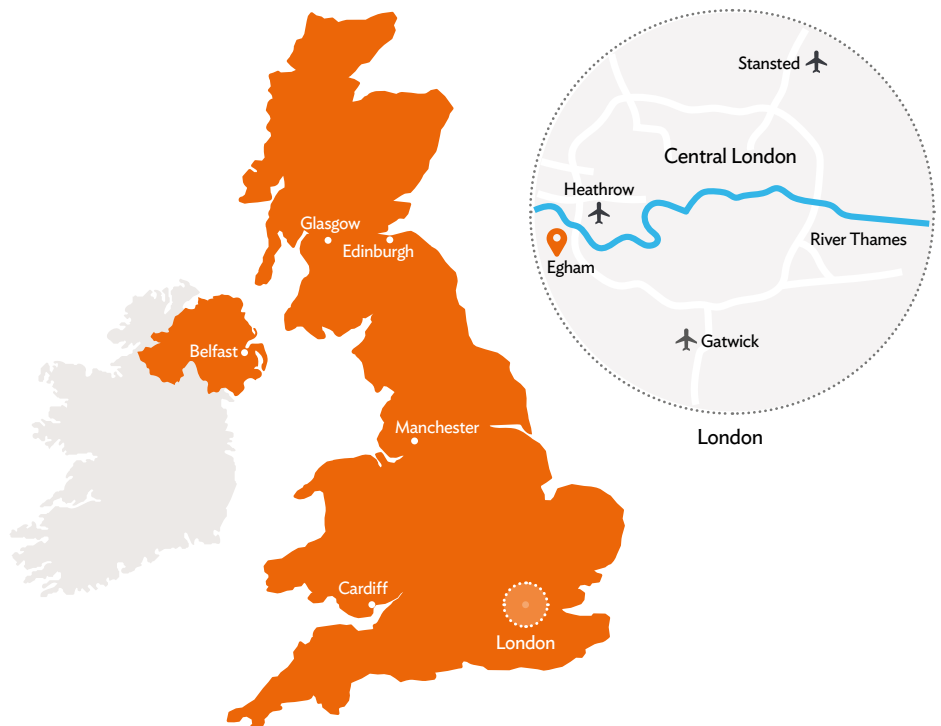 Glasgow
Edinburgh
Belfast
Manchester
Cardiff
London
Stansted
Central London
Heathrow
River Thames
Egham
Gatwick
London